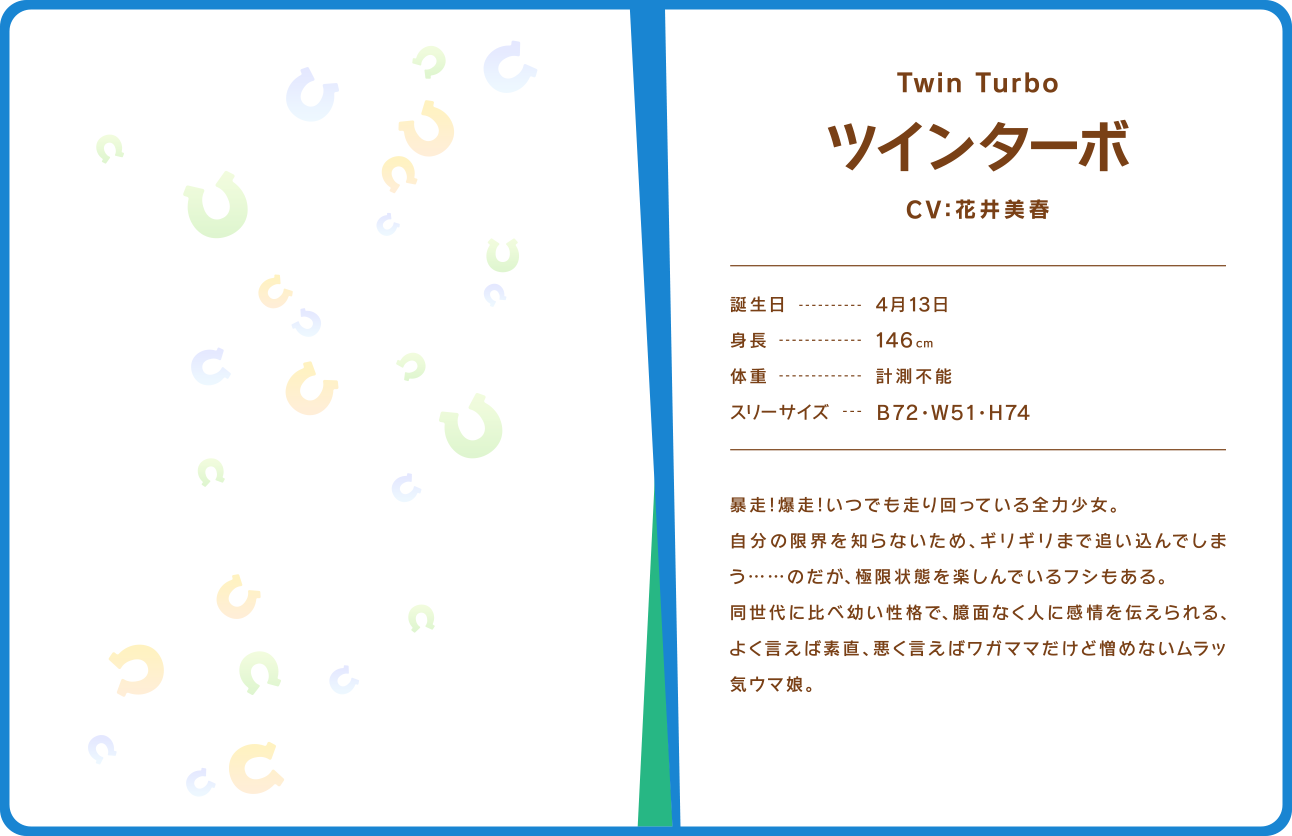 Twin Turbo
ツインターボ
CV:花井美春
誕生日 ---------- 4月13日
身長 ------------- 146cm
体重 ------------- 計測不能
スリーサイズ --- B72・W51・H74
暴走!爆走!いつでも走り回っている全力少女。
自分の限界を知らないため、ギリギリまで追い込んでしま
う……のだが、極限状態を楽しんでいるフシもある。
同世代に比べ幼い性格で、臆面なく人に感情を伝えられる、
よく言えば素直、悪く言えばワガママだけど憎めないムラッ
気ウマ娘。